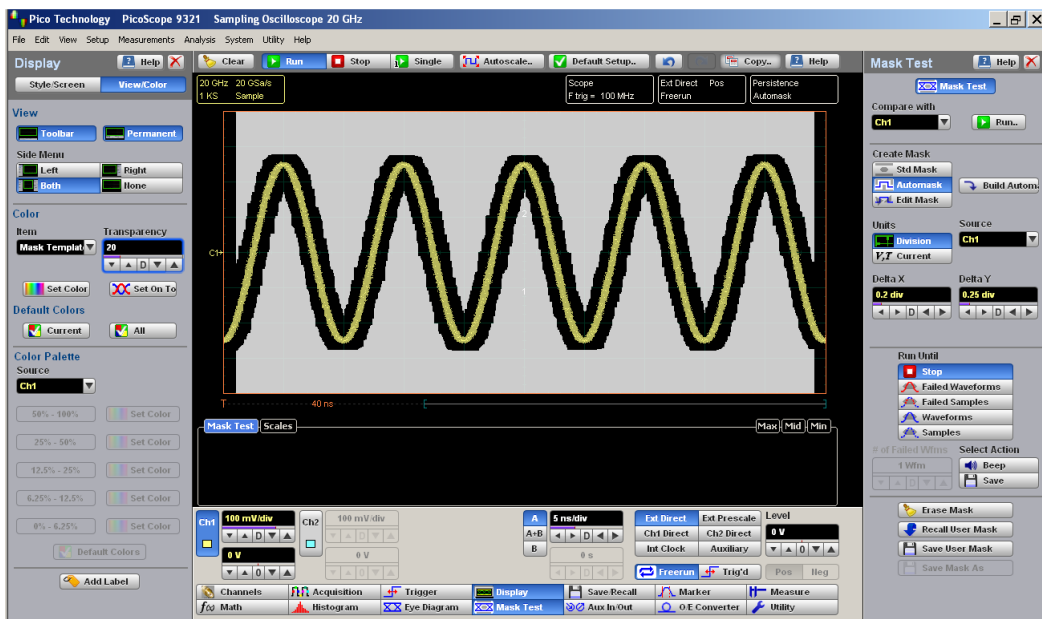 Pico Technology PicoScope 9321 Sampling Oscilloscope 20 GHz
File Edit View Setup Measurements Analysis System Utility Help
Display Help
Clear Run Stop Single Autoscale.. Default Setup.. Copy.. Help
Mask Test Help
Style/Screen View/Color
View
Toolbar Permanent
Side Menu
Left Right
Both None
Color
Item Transparency
Mask Templat 20
D
Set Color Set On To
Default Colors
Current All
Color Palette
Source
Ch1
50% - 100% Set Color
25% - 50% Set Color
12.5% - 25% Set Color
6.25% - 12.5% Set Color
0% - 6.25% Set Color
Default Colors
Add Label
20 GHz 20 GSa/s
1 KS Sample
Scope
F trig = 100 MHz
Ext Direct Pos
Freerun
Persistence
Automask
C1+
2
1
T 40 ns
Mask Test Scales Max Mid Min
Ch1 100 mV/div Ch2 100 mV/div
D D
0 V 0 V
0 0
A 5 ns/div
A+B D
B 0 s
D
Ext Direct Ext Prescale Level
Ch1 Direct Ch2 Direct 0 V
Int Clock Auxiliary 0
Freerun Trig'd Pos Neg
Channels Acquisition Trigger Display Save/Recall Marker Measure
f(x) Math Histogram Eye Diagram Mask Test Aux In/Out O/E Converter Utility
Mask Test
Compare with
Ch1 Run..
Create Mask
Std Mask
Automask Build Autom
Edit Mask
Units Source
Division Ch1
V,T Current
Delta X Delta Y
0.2 div 0.25 div
D D
Run Until
Stop
Failed Waveforms
Failed Samples
Waveforms
Samples
# of Failed Wfms Select Action
1 Wfm Beep
D Save
Erase Mask
Recall User Mask
Save User Mask
Save Mask As